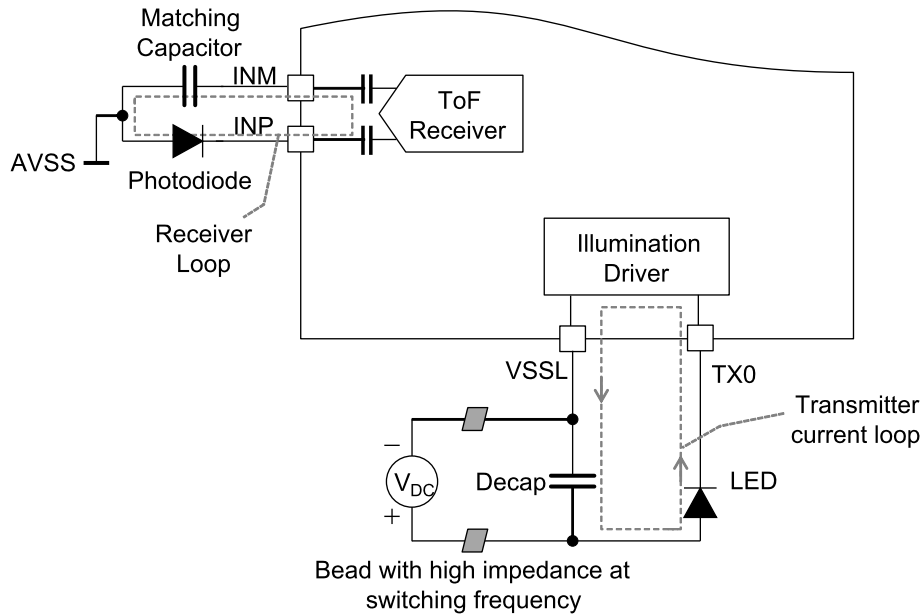 Matching
Capacitor
INM
INP
AVSS
Photodiode
Receiver
Loop
ToF
Receiver
Illumination
Driver
VSSL
TX0
Transmitter
current loop
−
VDC
+
Decap
LED
Bead with high impedance at
switching frequency